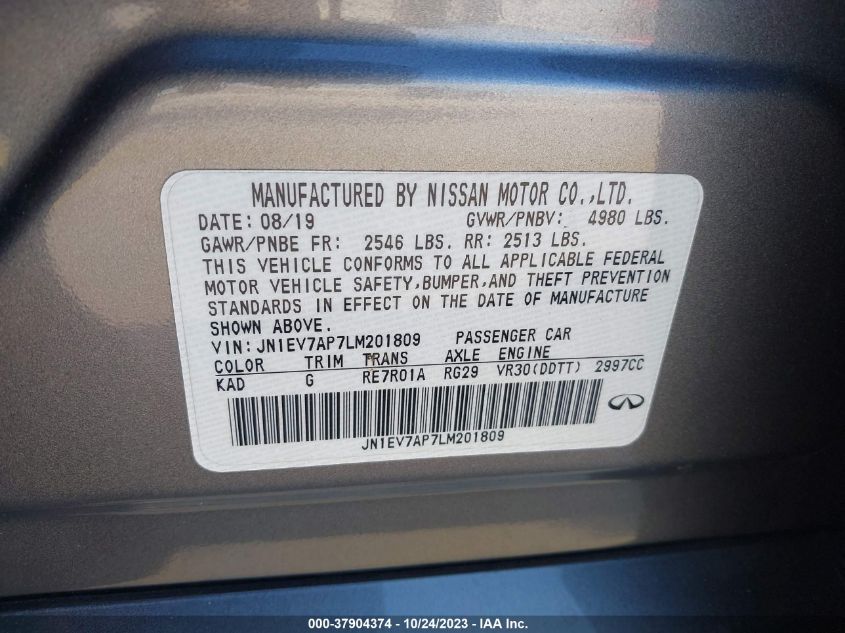 MANUFACTURED BY NISSAN MOTOR CO.,LTD.
DATE: 08/19 GVWR/PNBV: 4980 LBS.
GAWR/PNBE FR: 2546 LBS. RR: 2513 LBS.
THIS VEHICLE CONFORMS TO ALL APPLICABLE FEDERAL
MOTOR VEHICLE SAFETY,BUMPER,AND THEFT PREVENTION
STANDARDS IN EFFECT ON THE DATE OF MANUFACTURE
SHOWN ABOVE.
VIN: JN1EV7AP7LM201809 PASSENGER CAR
COLOR TRIM TRANS AXLE ENGINE
KAD G RE7R01A RG29 VR30(DDTT) 2997CC
JN1EV7AP7LM201809
000-37904374 - 10/24/2023 - © IAA Inc.